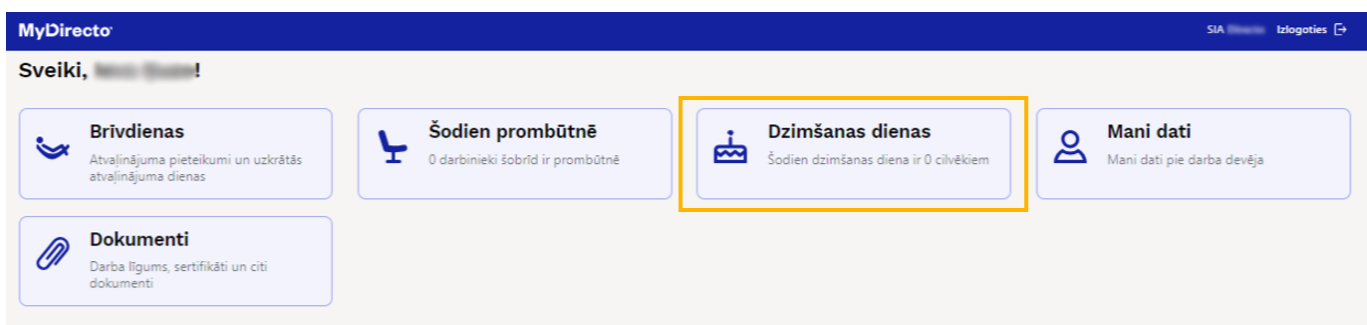 MyDirecto
SIA Izlogoties
Sveiki, !
Brīvdienas
Atvaļinājuma pieteikumi un uzkrātās
atvaļinājuma dienas
Šodien prombūtnē
0 darbinieki šobrīd ir prombūtnē
Dzimšanas dienas
Šodien dzimšanas diena ir 0 cilvēkiem
Mani dati
Mani dati pie darba devēja
Dokumenti
Darba līgums, sertifikāti un citi
dokumenti